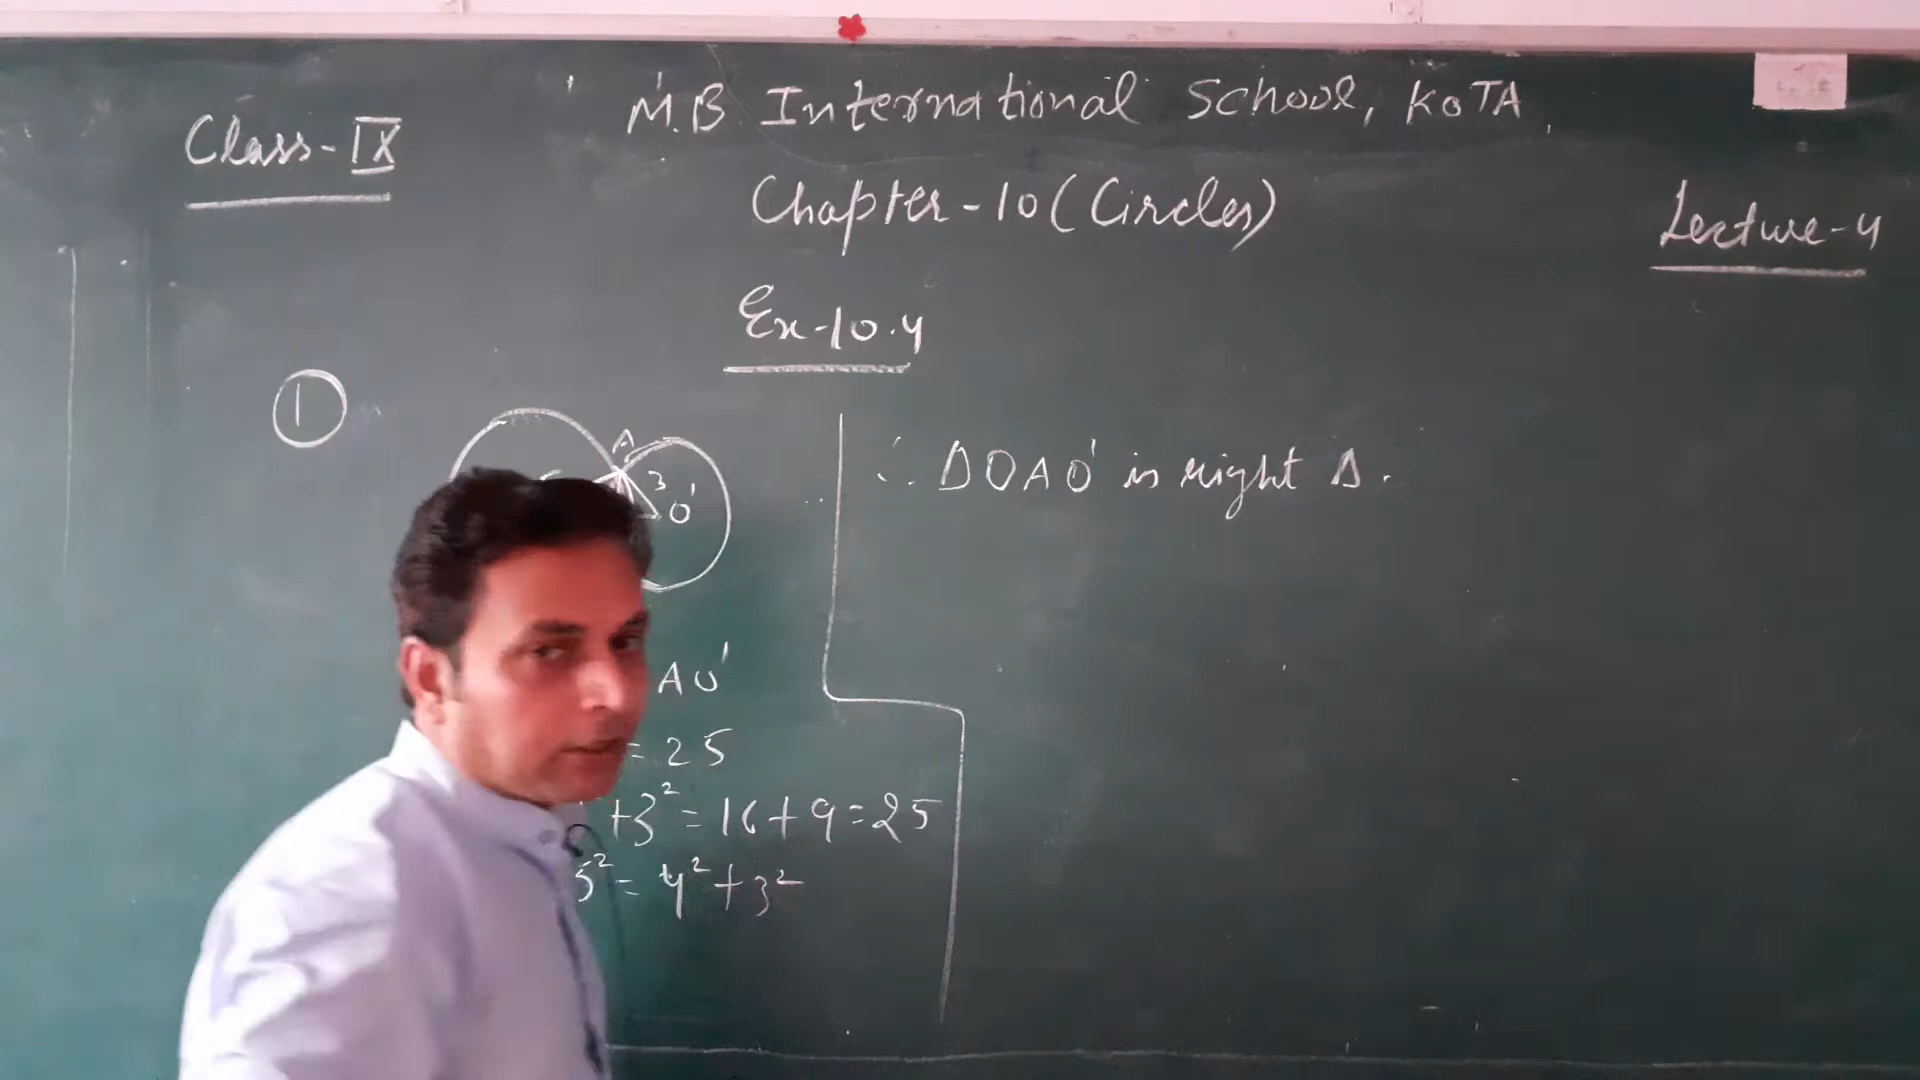 M.B International School, KOTA
Class-IX
Chapter-10 (Circles)
Lecture-4
Ex-10.4
1
A
3
O'
∴ ΔOAO' is right Δ.
AO'
= 25
+3² = 16+9=25
5² = 4² + 3²